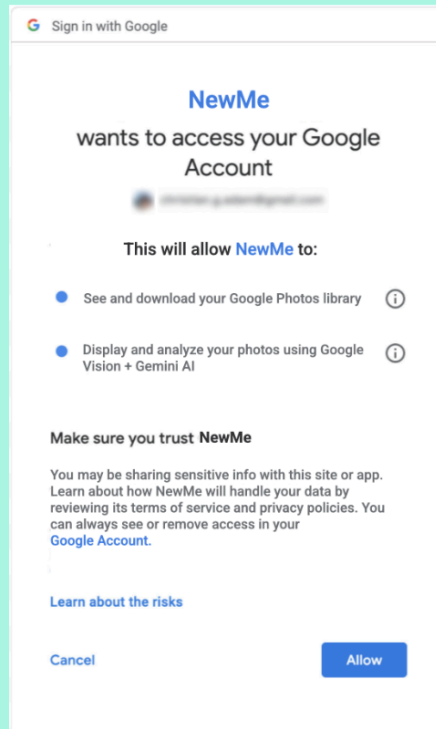 Sign in with Google
NewMe
wants to access your Google
Account
This will allow NewMe to:
See and download your Google Photos library
Display and analyze your photos using Google
Vision + Gemini AI
Make sure you trust NewMe
You may be sharing sensitive info with this site or app.
Learn about how NewMe will handle your data by
reviewing its terms of service and privacy policies. You
can always see or remove access in your
Google Account.
Learn about the risks
Cancel
Allow